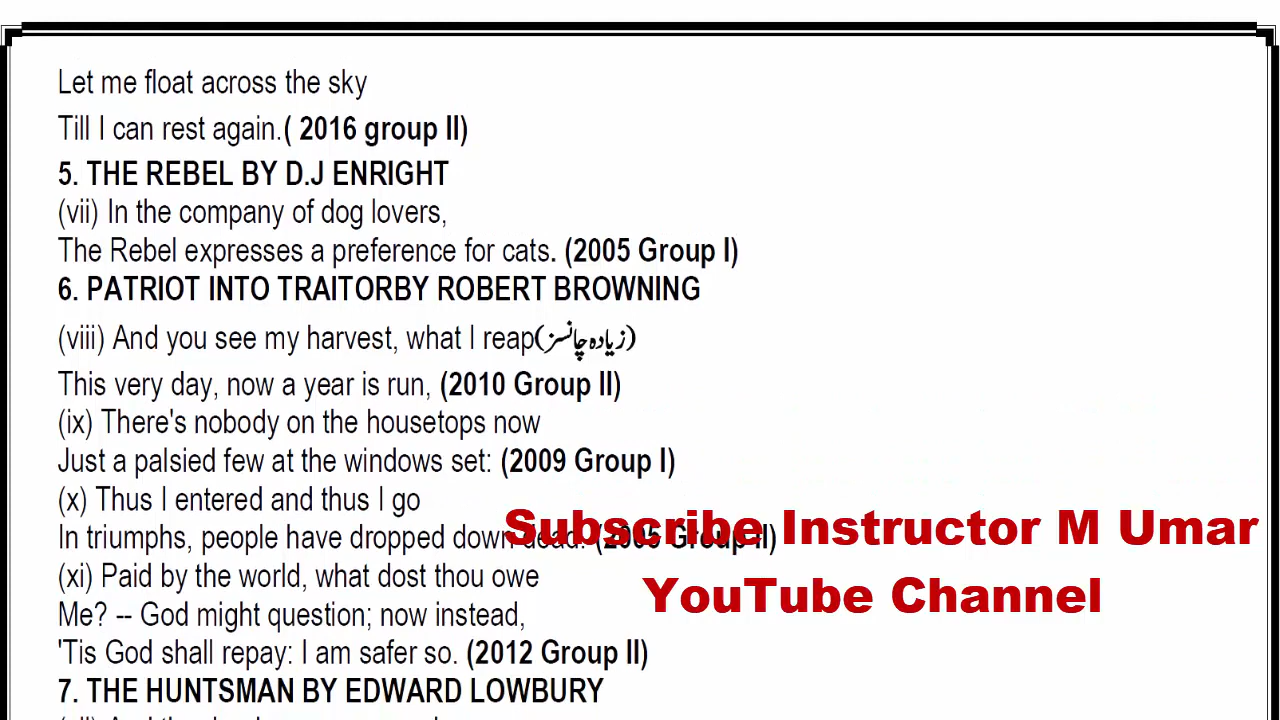 Let me float across the sky
Till I can rest again.( 2016 group II)
5. THE REBEL BY D.J ENRIGHT
(vii) In the company of dog lovers,
The Rebel expresses a preference for cats. (2005 Group I)
6. PATRIOT INTO TRAITORBY ROBERT BROWNING
(viii) And you see my harvest, what I reap(زیادہ چانسز)
This very day, now a year is run, (2010 Group II)
(ix) There's nobody on the housetops now
Just a palsied few at the windows set: (2009 Group I)
(x) Thus I entered and thus I go
In triumphs, people have dropped down dead. (2005 Group II)
Subscribe Instructor M Umar
(xi) Paid by the world, what dost thou owe
YouTube Channel
Me? -- God might question; now instead,
'Tis God shall repay: I am safer so. (2012 Group II)
7. THE HUNTSMAN BY EDWARD LOWBURY